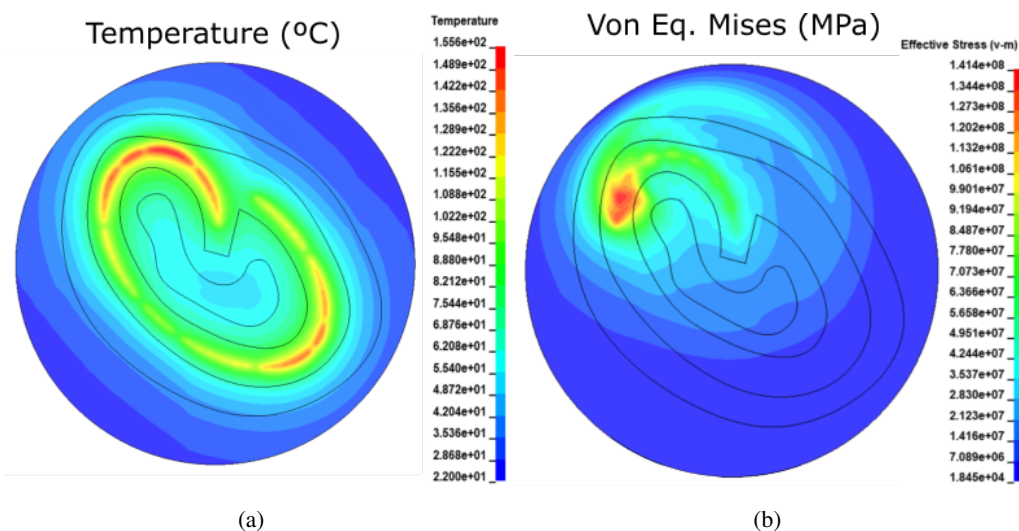 Temperature (ºC)
Temperature
1.556e+02
1.489e+02
1.422e+02
1.356e+02
1.289e+02
1.222e+02
1.155e+02
1.088e+02
1.022e+02
9.548e+01
8.880e+01
8.212e+01
7.544e+01
6.876e+01
6.208e+01
5.540e+01
4.872e+01
4.204e+01
3.536e+01
2.868e+01
2.200e+01
Von Eq. Mises (MPa)
Effective Stress (v-m)
1.414e+08
1.344e+08
1.273e+08
1.202e+08
1.132e+08
1.061e+08
9.901e+07
9.194e+07
8.487e+07
7.780e+07
7.073e+07
6.366e+07
5.658e+07
4.951e+07
4.244e+07
3.537e+07
2.830e+07
2.123e+07
1.416e+07
7.089e+06
1.845e+04
(a)
(b)